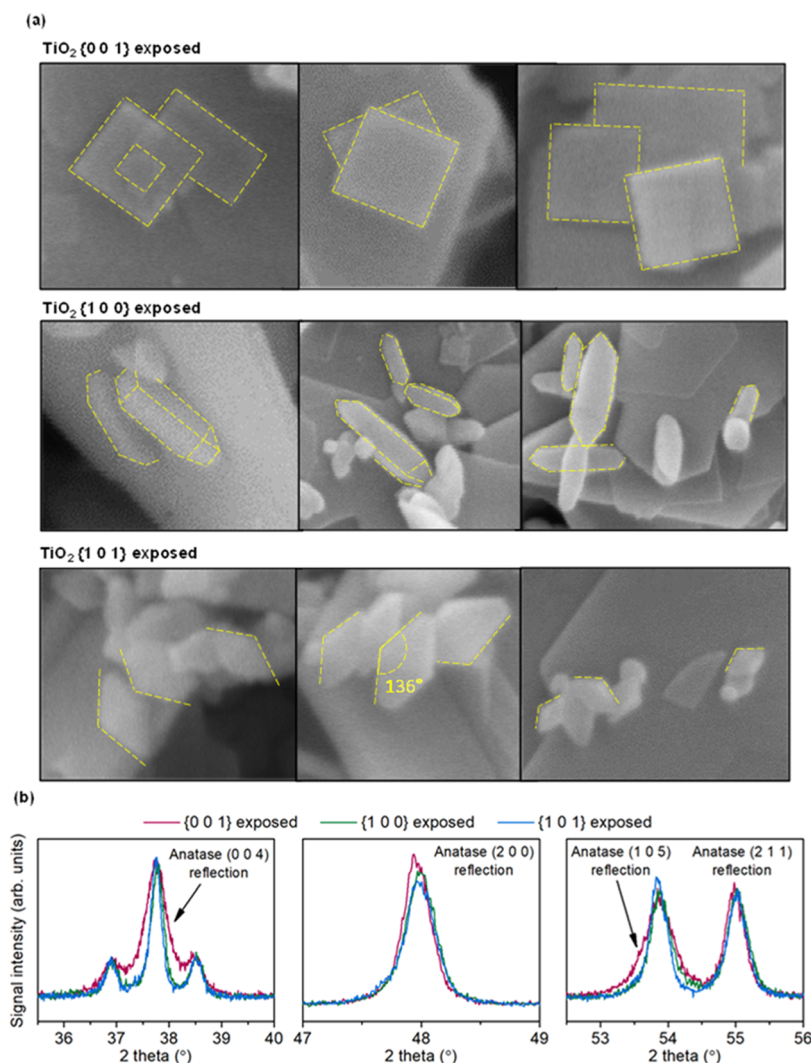 (a)
TiO2 {0 0 1} exposed
TiO2 {1 0 0} exposed
TiO2 {1 0 1} exposed
136°
(b)
{0 0 1} exposed {1 0 0} exposed {1 0 1} exposed
Signal intensity (arb. units)
Anatase (0 0 4)
reflection
Anatase (2 0 0)
reflection
Anatase (1 0 5)
reflection
Anatase (2 1 1)
reflection
36 37 38 39 40
47 48 49
53 54 55 56
2 theta (°) 2 theta (°) 2 theta (°)